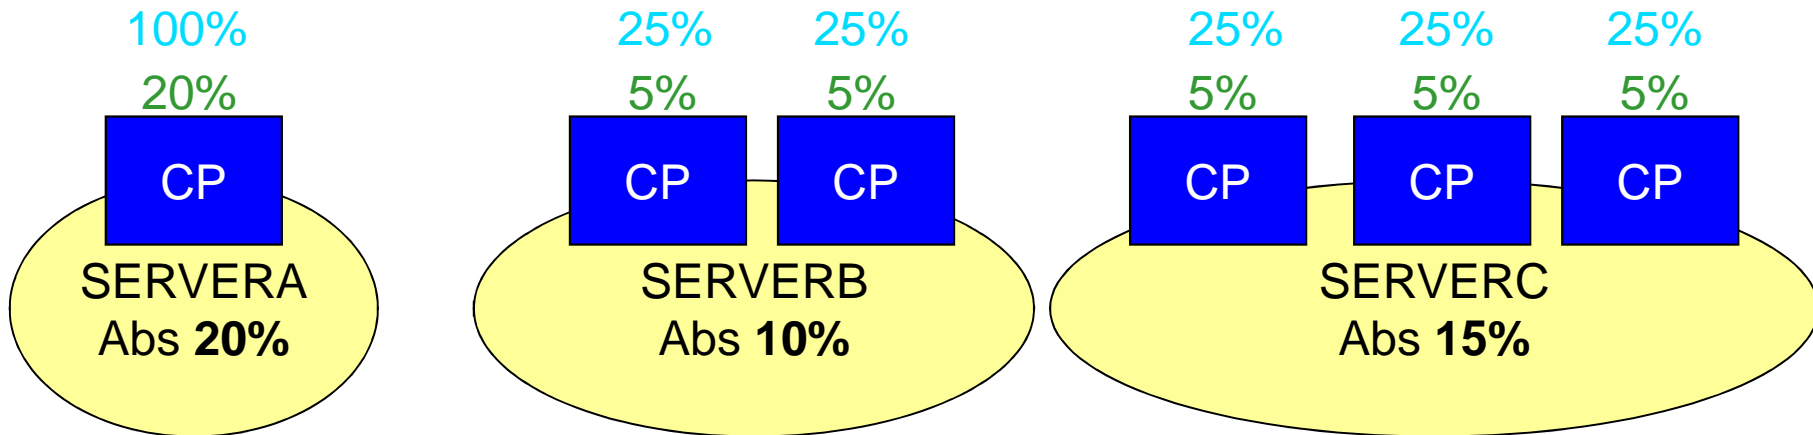 100% 25% 25% 25% 25% 25%
20% 5% 5% 5% 5% 5%
CP CP CP CP CP CP
SERVERA SERVERB SERVERC
Abs 20% Abs 10% Abs 15%